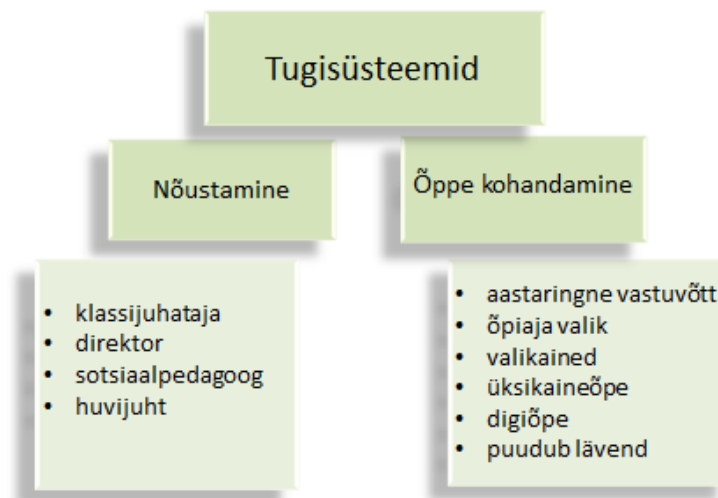 Tugisüsteemid
Nõustamine
Õppe kohandamine
• klassijuhataja
• direktor
• sotsiaalpedagoog
• huvijuht
• aastaringne vastuvõtt
• õpiaja valik
• valikained
• üksikaineõpe
• digiõpe
• puudub lävend